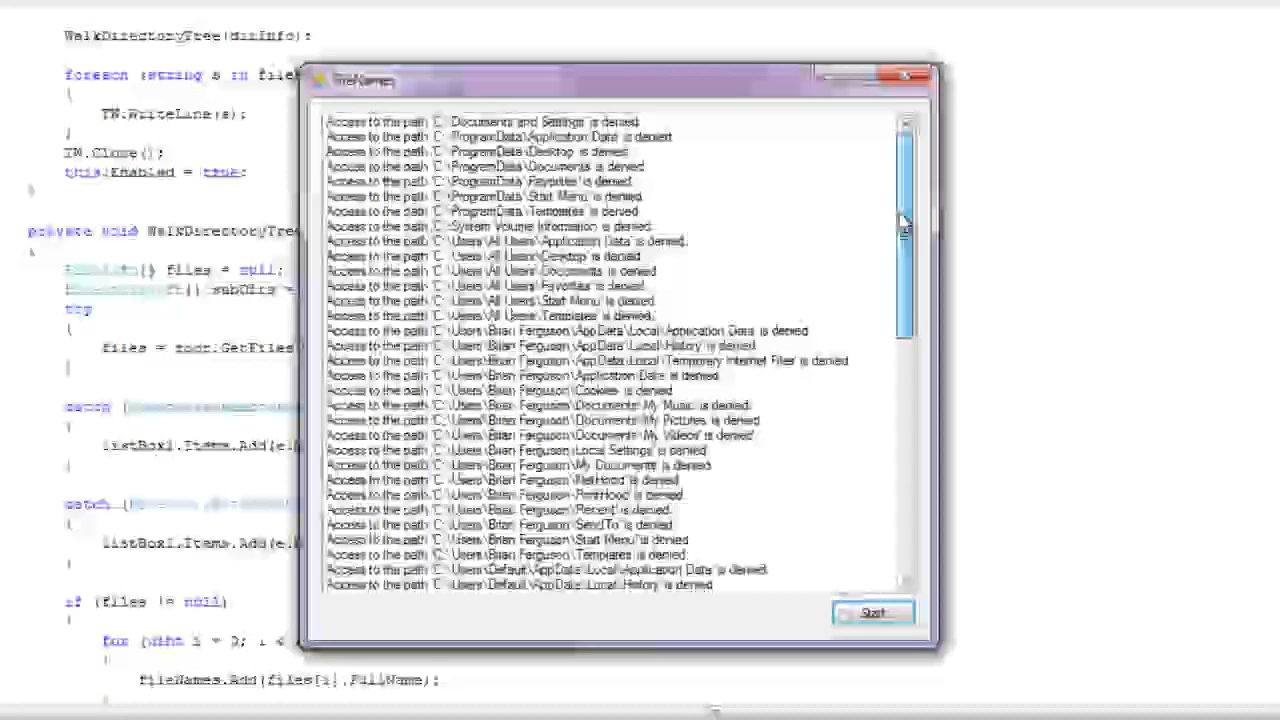 WalkDirectoryTree(dirInfo);
foreach (string s in files
{
TW.WriteLine(s);
}
TW.Close();
this.Enabled = true;
}
private void WalkDirectoryTree
{
FileInfo[] files = null;
[] subDirs =
try
{
files = root.GetFiles
}
catch (
{
listBox1.Items.Add(e.
}
catch (
{
listBox1.Items.Add(e.
}
if (files != null)
{
for (uint i = 0; i <
{
fileNames.Add(files[i].FullName);
FileNames
Access to the path 'C:\Documents and Settings' is denied.
Access to the path 'C:\ProgramData\Application Data' is denied.
Access to the path 'C:\ProgramData\Desktop' is denied.
Access to the path 'C:\ProgramData\Documents' is denied.
Access to the path 'C:\ProgramData\Favorites' is denied.
Access to the path 'C:\ProgramData\Start Menu' is denied.
Access to the path 'C:\ProgramData\Templates' is denied.
Access to the path 'C:\System Volume Information' is denied.
Access to the path 'C:\Users\All Users\Application Data' is denied.
Access to the path 'C:\Users\All Users\Desktop' is denied.
Access to the path 'C:\Users\All Users\Documents' is denied.
Access to the path 'C:\Users\All Users\Favorites' is denied.
Access to the path 'C:\Users\All Users\Start Menu' is denied.
Access to the path 'C:\Users\All Users\Templates' is denied.
Access to the path 'C:\Users\Brian Ferguson\AppData\Local\Application Data' is denied.
Access to the path 'C:\Users\Brian Ferguson\AppData\Local\History' is denied.
Access to the path 'C:\Users\Brian Ferguson\AppData\Local\Temporary Internet Files' is denied.
Access to the path 'C:\Users\Brian Ferguson\Application Data' is denied.
Access to the path 'C:\Users\Brian Ferguson\Cookies' is denied.
Access to the path 'C:\Users\Brian Ferguson\Documents\My Music' is denied.
Access to the path 'C:\Users\Brian Ferguson\Documents\My Pictures' is denied.
Access to the path 'C:\Users\Brian Ferguson\Documents\My Videos' is denied.
Access to the path 'C:\Users\Brian Ferguson\Local Settings' is denied.
Access to the path 'C:\Users\Brian Ferguson\My Documents' is denied.
Access to the path 'C:\Users\Brian Ferguson\NetHood' is denied.
Access to the path 'C:\Users\Brian Ferguson\PrintHood' is denied.
Access to the path 'C:\Users\Brian Ferguson\Recent' is denied.
Access to the path 'C:\Users\Brian Ferguson\SendTo' is denied.
Access to the path 'C:\Users\Brian Ferguson\Start Menu' is denied.
Access to the path 'C:\Users\Brian Ferguson\Templates' is denied.
Access to the path 'C:\Users\Default\AppData\Local\Application Data' is denied.
Access to the path 'C:\Users\Default\AppData\Local\History' is denied.
Start